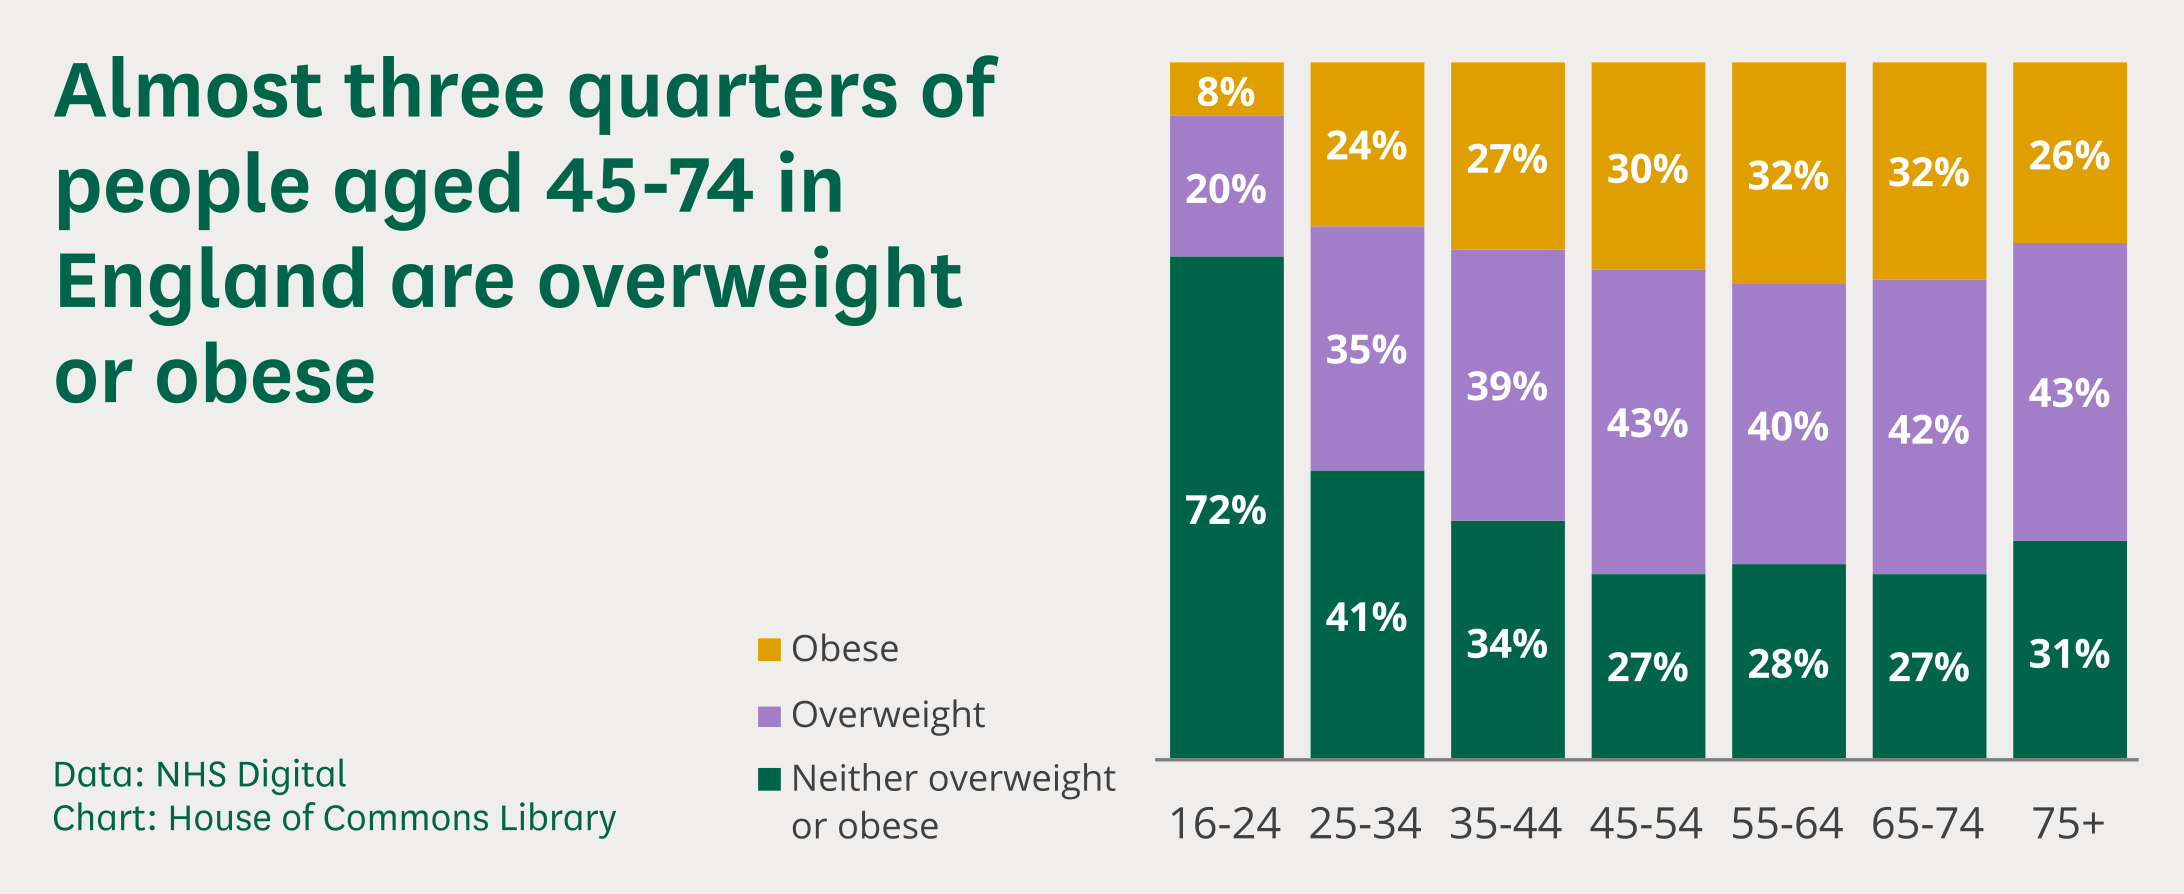 Almost three quarters of
people aged 45-74 in
England are overweight
or obese
Obese
Overweight
Neither overweight
or obese
Data: NHS Digital
Chart: House of Commons Library
8% 24% 27% 30% 32% 32% 26%
20% 35% 39% 43% 40% 42% 43%
72% 41% 34% 27% 28% 27% 31%
16-24 25-34 35-44 45-54 55-64 65-74 75+